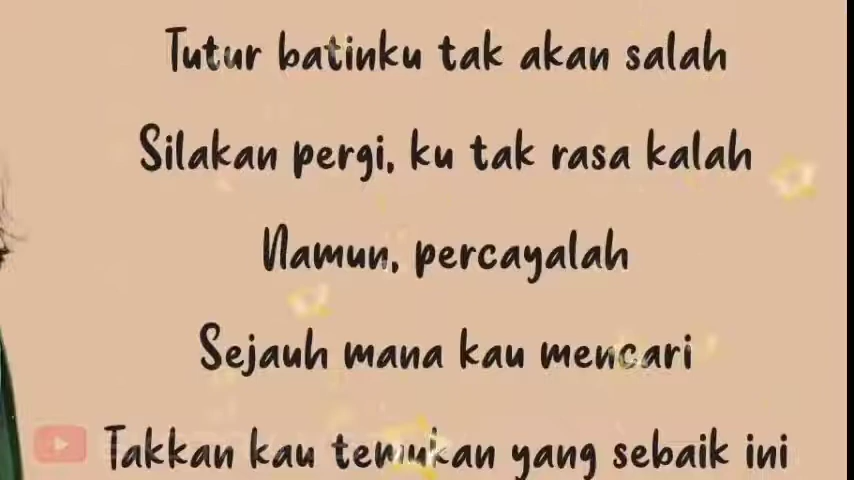 Tutur batinku tak akan salah
Silakan pergi, ku tak rasa kalah
Namun, percayalah
Sejauh mana kau mencari
Takkan kau temukan yang sebaik ini